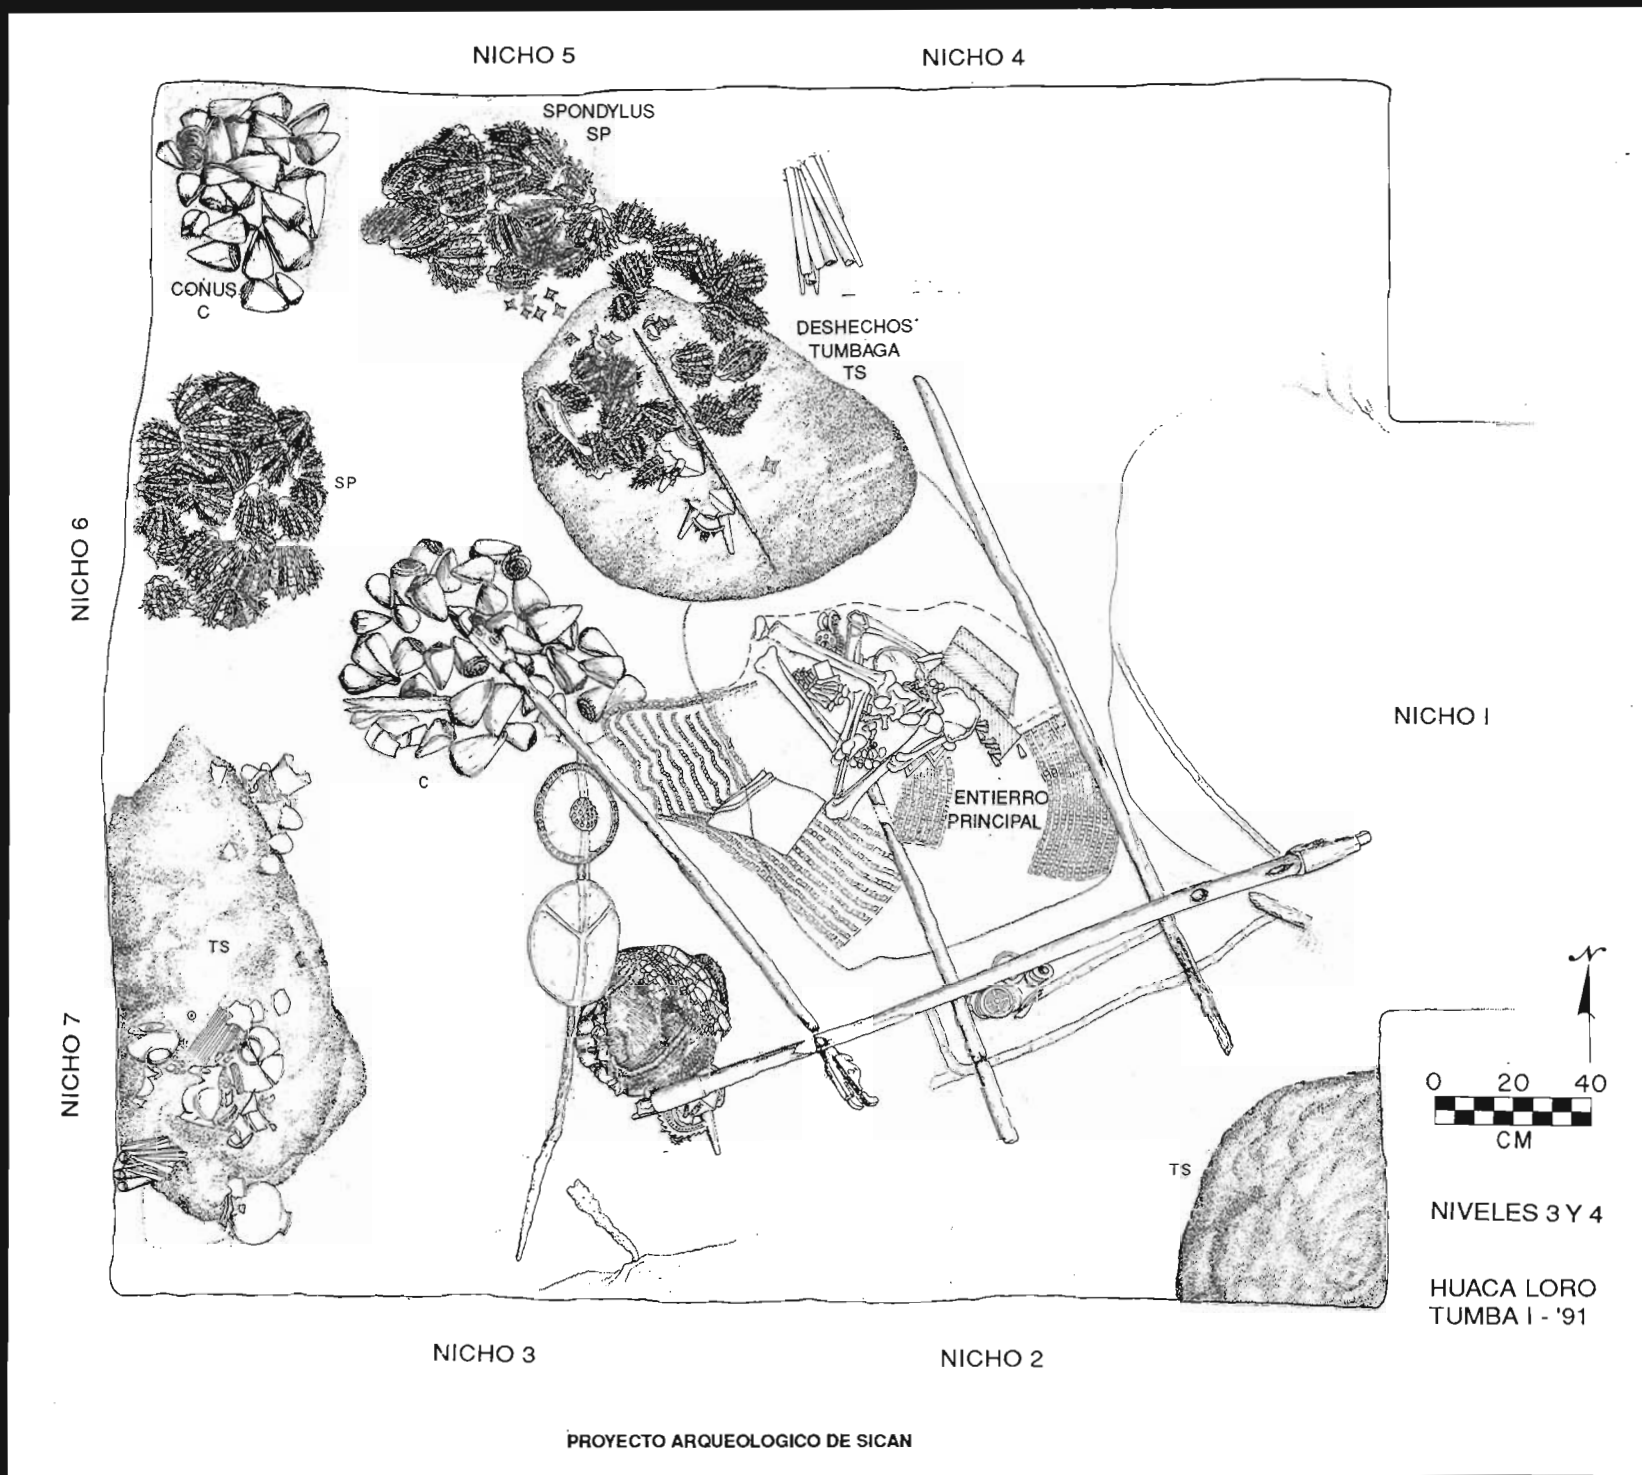 NICHO 5
NICHO 4
SPONDYLUS
SP
CONUS
C
DESHECHOS
TUMBAGA
TS
SP
NICHO 6
NICHO I
C
ENTIERRO
PRINCIPAL
TS
N
NICHO 7
0 20 40
CM
TS
NIVELES 3 Y 4
HUACA LORO
TUMBA I - '91
NICHO 3
NICHO 2
PROYECTO ARQUEOLOGICO DE SICAN